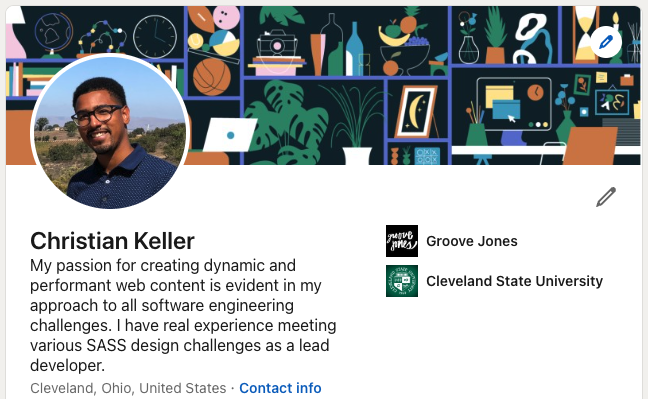 Christian Keller
My passion for creating dynamic and
performant web content is evident in my
approach to all software engineering
challenges. I have real experience meeting
various SASS design challenges as a lead
developer.
Cleveland, Ohio, United States · Contact info
groove
jones
Groove Jones
Cleveland State University